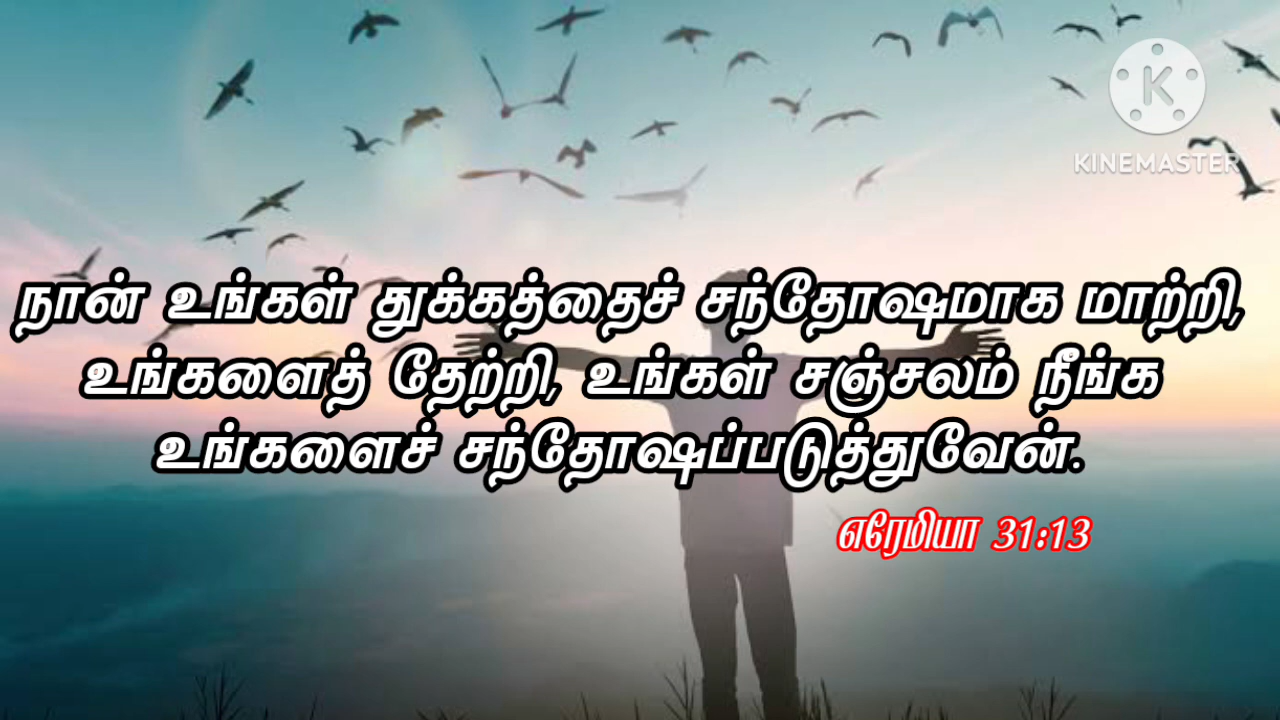 KINEMASTER
நான் உங்கள் துக்கத்தைச் சந்தோஷமாக மாற்றி,
உங்களைத் தேற்றி, உங்கள் சஞ்சலம் நீங்க
உங்களைச் சந்தோஷப்படுத்துவேன்.
எரேமியா 31:13